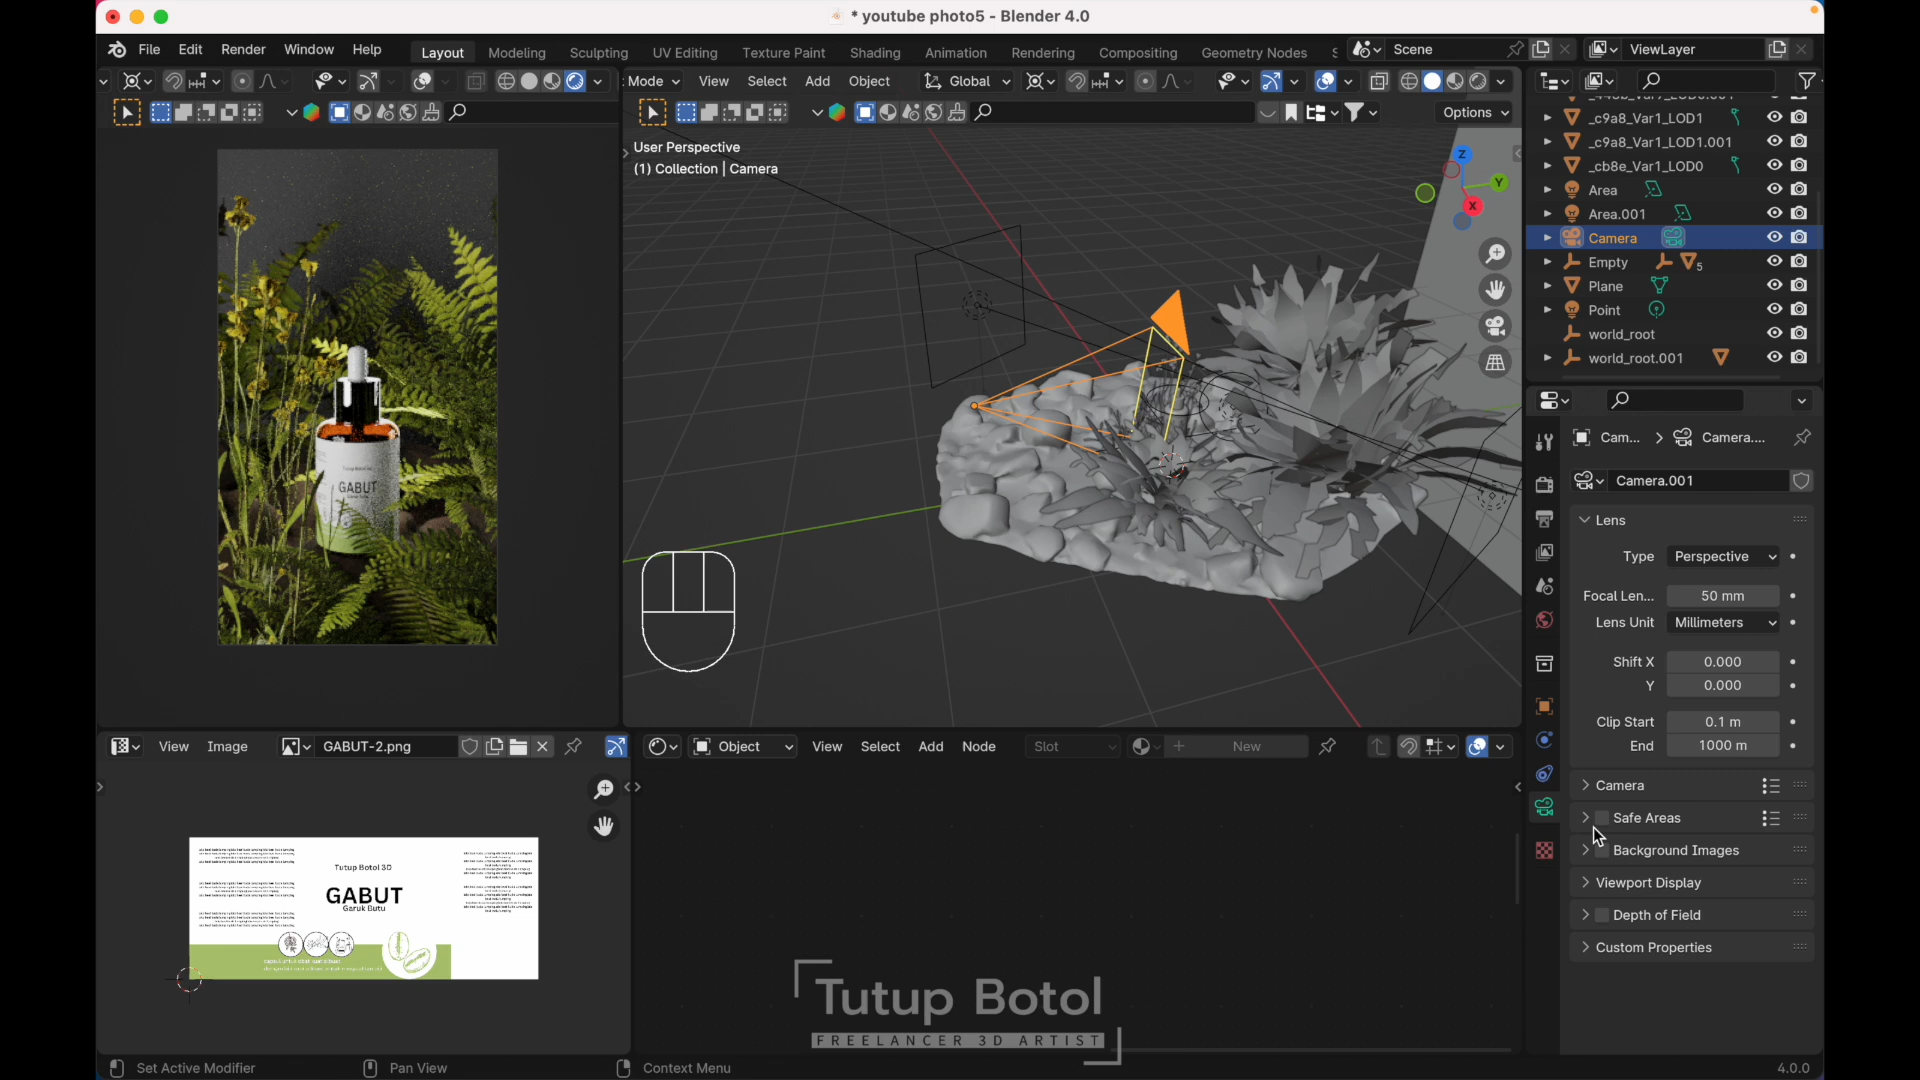 * youtube photo5 - Blender 4.0
File Edit Render Window Help
Layout Modeling Sculpting UV Editing Texture Paint Shading Animation Rendering Compositing Geometry Nodes
Scene
ViewLayer
Mode View Select Add Object Global
Options
User Perspective
(1) Collection | Camera
Z
Y
X
_c9a8_Var1_LOD1
_c9a8_Var1_LOD1.001
_cb8e_Var1_LOD0
Area
Area.001
Camera
Empty
5
Plane
Point
world_root
world_root.001
Cam... > Camera....
Camera.001
Lens
Type Perspective
Focal Len... 50 mm
Lens Unit Millimeters
Shift X 0.000
Y 0.000
Clip Start 0.1 m
End 1000 m
Camera
Safe Areas
Background Images
Viewport Display
Depth of Field
Custom Properties
GABUT
View Image GABUT-2.png
Object View Select Add Node Slot New
Tutup Botol 3D
GABUT
Garuk Butu
Tutup Botol
FREELANCER 3D ARTIST
Set Active Modifier Pan View Context Menu 4.0.0